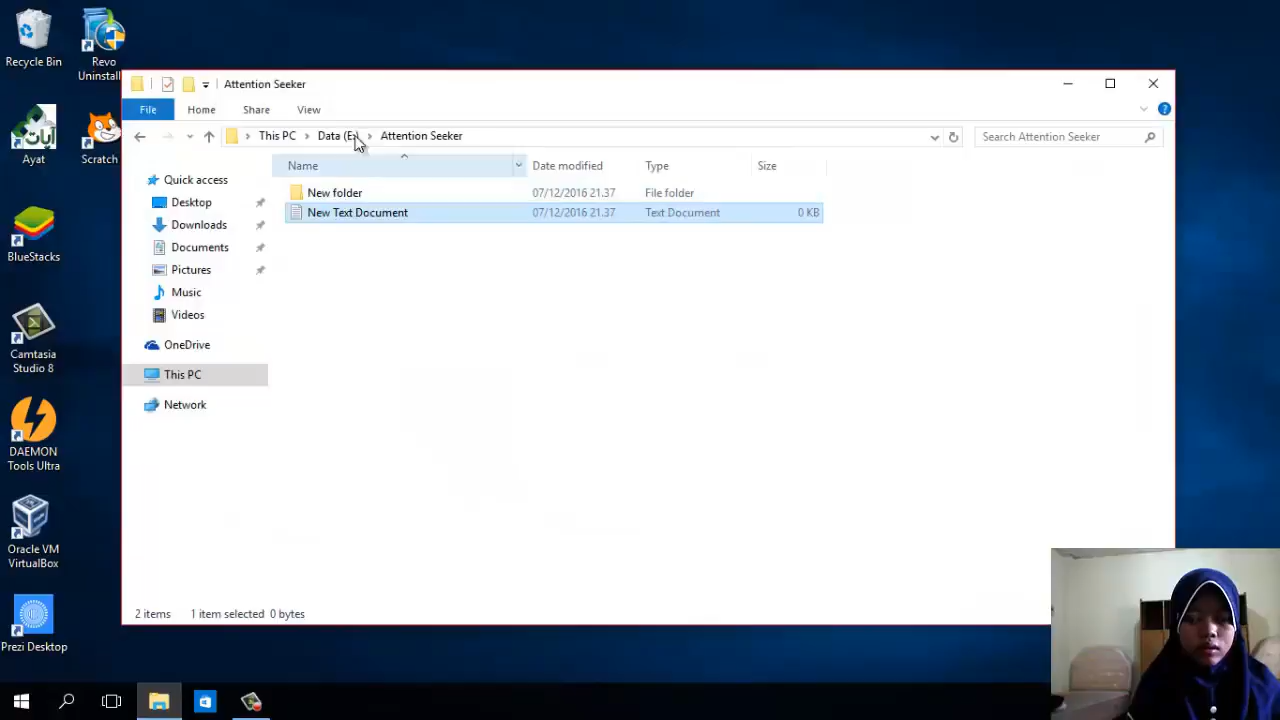 Recycle Bin
Revo
Uninstall
Ayat
Scratch
BlueStacks
Camtasia
Studio 8
DAEMON
Tools Ultra
Oracle VM
VirtualBox
Prezi Desktop
Attention Seeker
File Home Share View
This PC Data (E:) Attention Seeker
Search Attention Seeker
Name Date modified Type Size
New folder 07/12/2016 21.37 File folder
New Text Document 07/12/2016 21.37 Text Document 0 KB
Quick access
Desktop
Downloads
Documents
Pictures
Music
Videos
OneDrive
This PC
Network
2 items 1 item selected 0 bytes